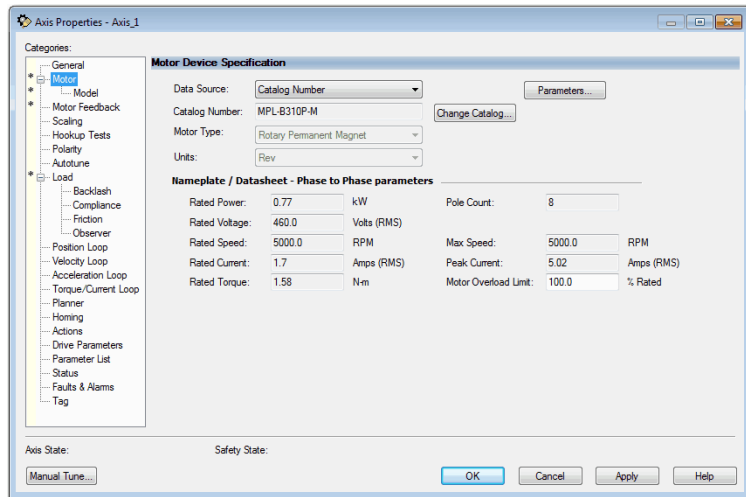 Axis Properties - Axis_1
Categories:
General
* Motor
* Model
* Motor Feedback
Scaling
Hookup Tests
Polarity
Autotune
* Load
Backlash
Compliance
Friction
Observer
Position Loop
Velocity Loop
Acceleration Loop
Torque/Current Loop
Planner
Homing
Actions
Drive Parameters
Parameter List
Status
Faults & Alarms
Tag
Motor Device Specification
Data Source: Catalog Number Parameters...
Catalog Number: MPL-B310P-M Change Catalog...
Motor Type: Rotary Permanent Magnet
Units: Rev
Nameplate / Datasheet - Phase to Phase parameters
Rated Power: 0.77 kW Pole Count: 8
Rated Voltage: 460.0 Volts (RMS)
Rated Speed: 5000.0 RPM Max Speed: 5000.0 RPM
Rated Current: 1.7 Amps (RMS) Peak Current: 5.02 Amps (RMS)
Rated Torque: 1.58 N-m Motor Overload Limit: 100.0 % Rated
Axis State: Safety State:
Manual Tune... OK Cancel Apply Help